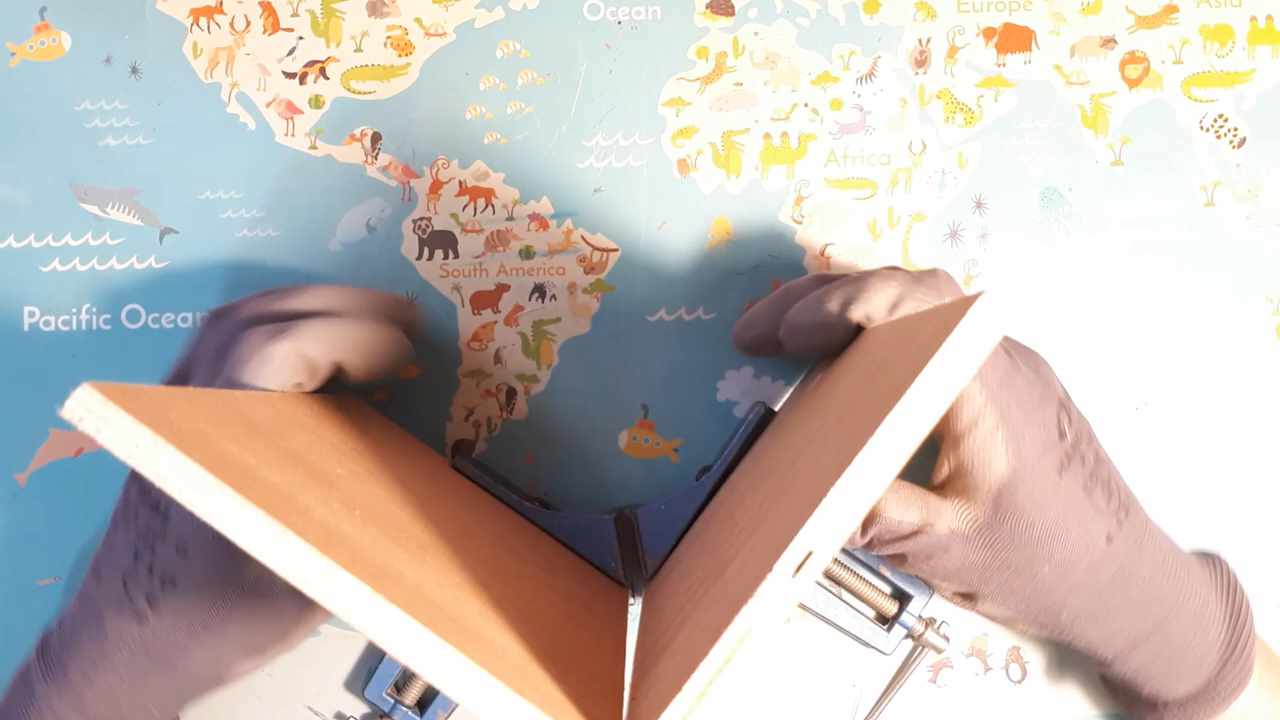 Ocean
Europe
Asia
Africa
South America
Pacific Ocean